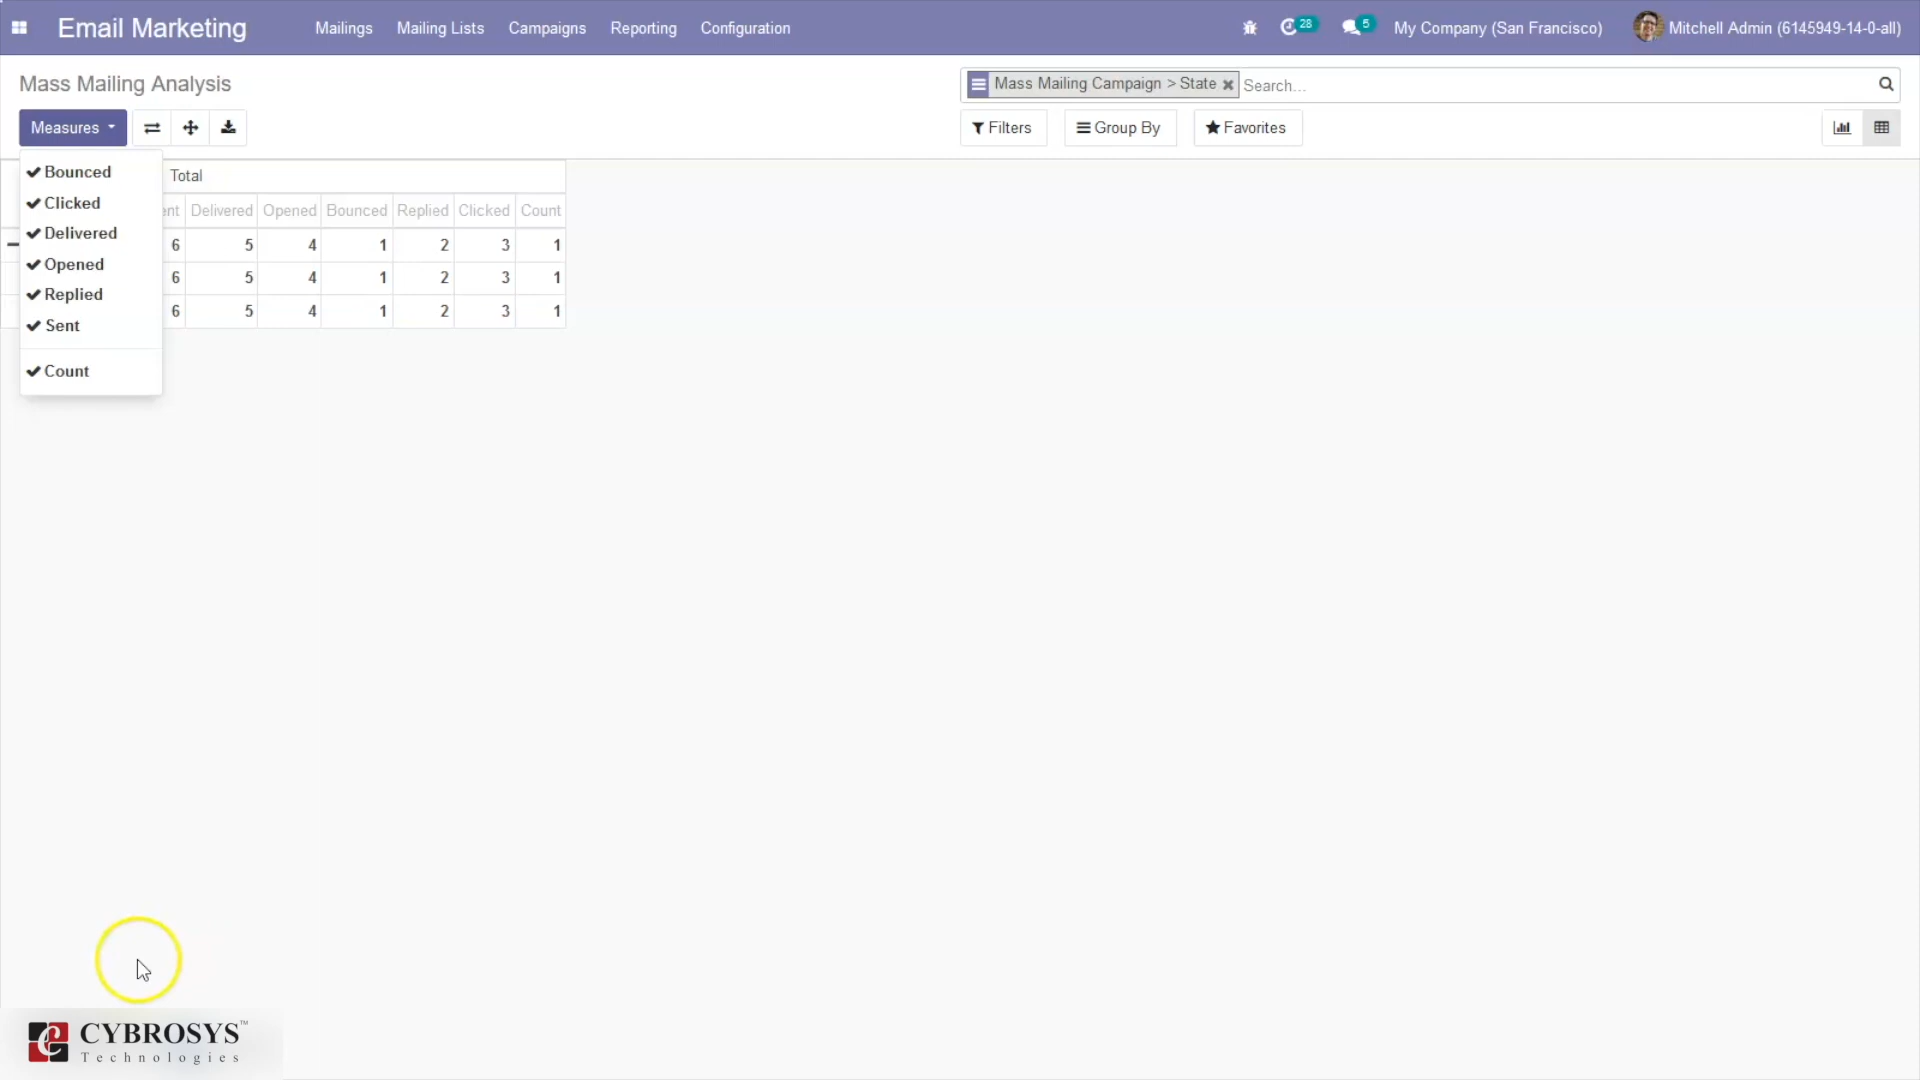 Email Marketing
Mailings
Mailing Lists
Campaigns
Reporting
Configuration
28
5
My Company (San Francisco)
Mitchell Admin (6145949-14-0-all)
Mass Mailing Analysis
Mass Mailing Campaign > State
Search...
Measures
Filters
Group By
Favorites
Bounced
Clicked
Delivered
Opened
Replied
Sent
Count
Total
Delivered Opened Bounced Replied Clicked Count
6 5 4 1 2 3 1
6 5 4 1 2 3 1
6 5 4 1 2 3 1
CYBROSYS™
Technologies